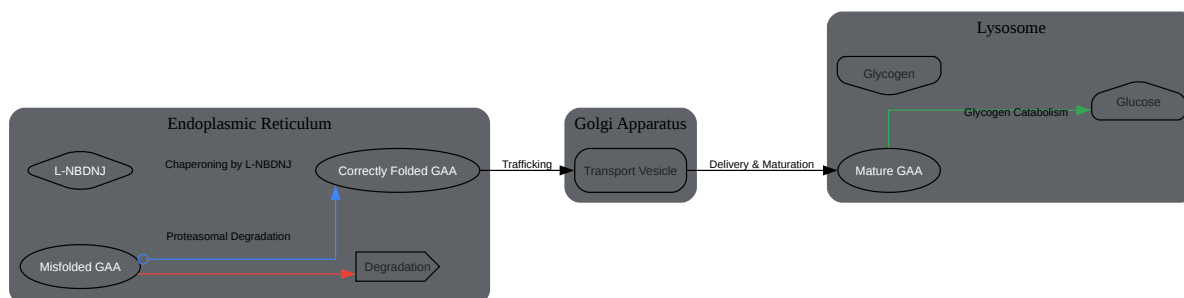 Endoplasmic Reticulum
L-NBDNJ
Chaperoning by L-NBDNJ
Correctly Folded GAA
Proteasomal Degradation
Misfolded GAA
Degradation
Trafficking
Golgi Apparatus
Transport Vesicle
Delivery & Maturation
Lysosome
Glycogen
Glycogen Catabolism
Glucose
Mature GAA